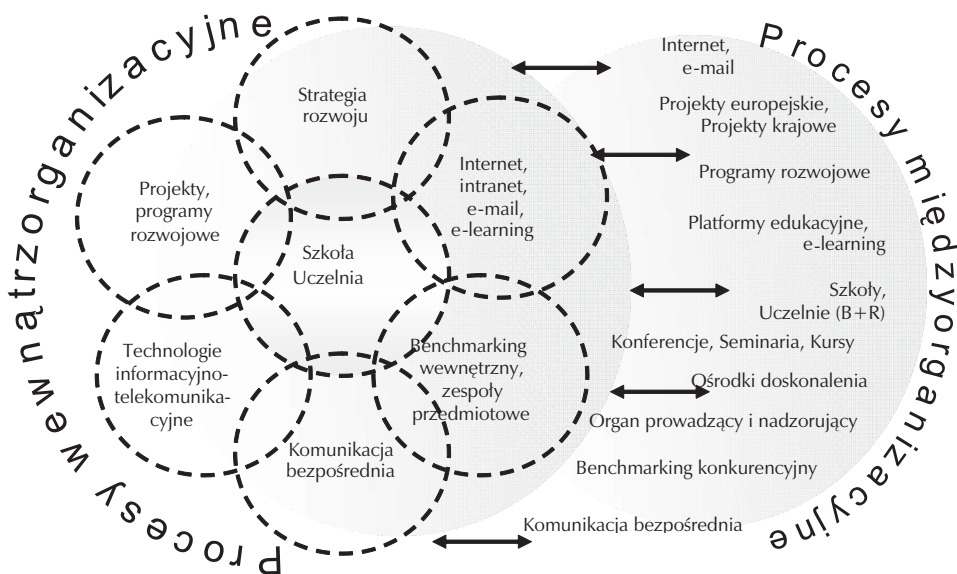 Procesy wewnątrzorganizacyjne
Strategia
rozwoju
Projekty,
programy
rozwojowe
Internet,
intranet,
e-mail,
e-learning
Szkoła
Uczelnia
Technologie
informacyjno-
telekomunika-
cyjne
Benchmarking
wewnętrzny,
zespoły
przedmiotowe
Komunikacja
bezpośrednia
Procesy międzyorganizacyjne
Internet,
e-mail
Projekty europejskie,
Projekty krajowe
Programy rozwojowe
Platformy edukacyjne,
e-learning
Szkoły,
Uczelnie (B+R)
Konferencje, Seminaria, Kursy
Ośrodki doskonalenia
Organ prowadzący i nadzorujący
Benchmarking konkurencyjny
Komunikacja bezpośrednia